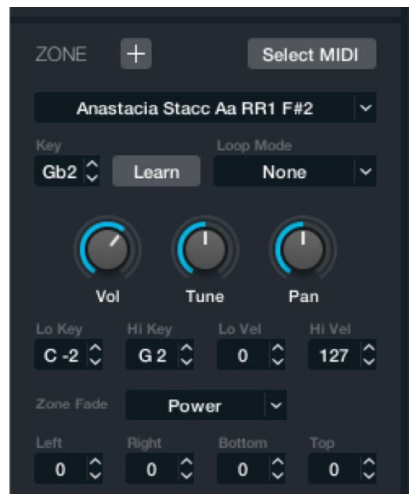 ZONE + Select MIDI
Anastacia Stacc Aa RR1 F#2
Key Loop Mode
Gb2 Learn None
Vol Tune Pan
Lo Key Hi Key Lo Vel Hi Vel
C -2 G 2 0 127
Zone Fade Power
Left Right Bottom Top
0 0 0 0